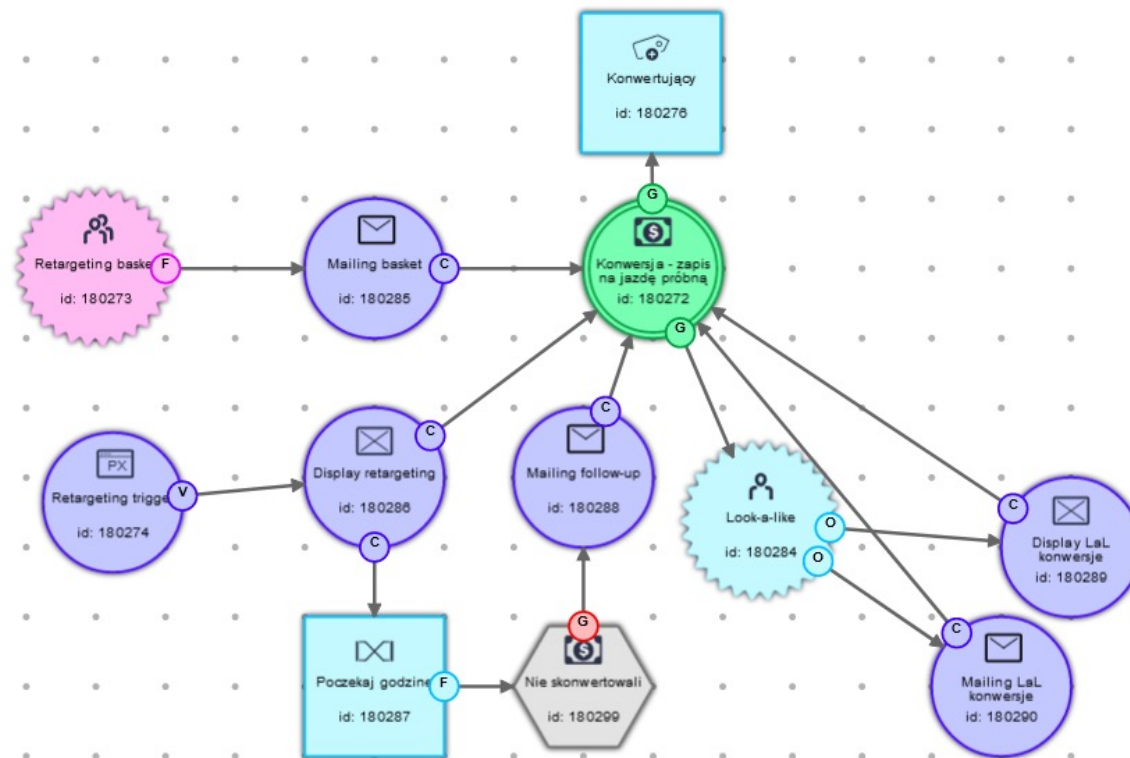 Konwertujący
id: 180276
G
Retargeting baske
F
id: 180273
Mailing basket
C
id: 180285
Konwersja - zapis
na jazdę próbną
id: 180272
G
Retargeting trigge
V
id: 180274
Display retargeting
C
id: 180286
C
Mailing follow-up
C
id: 180288
Look-a-like
O
id: 180284
O
C
Display LaL
konwersje
id: 180289
C
Mailing LaL
konwersje
id: 180290
Poczekaj godzine
F
id: 180287
G
Nie skonwertowali
id: 180299
PX